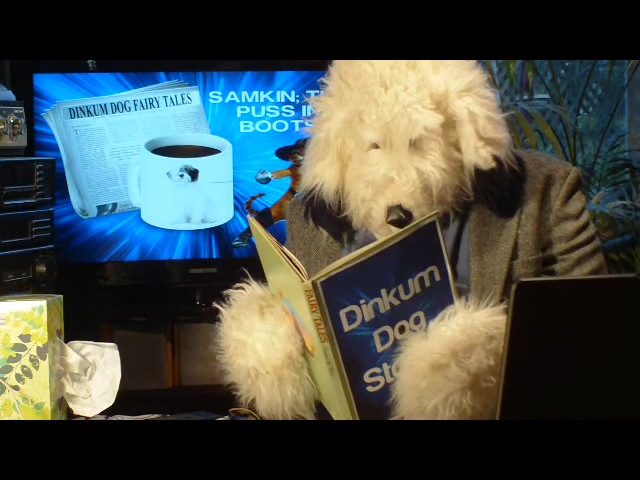 DINKUM DOG FAIRY TALES
SAMKIN; T
PUSS IN
BOOTS
FAIRY TALES
Dinkum
Dog
Sto